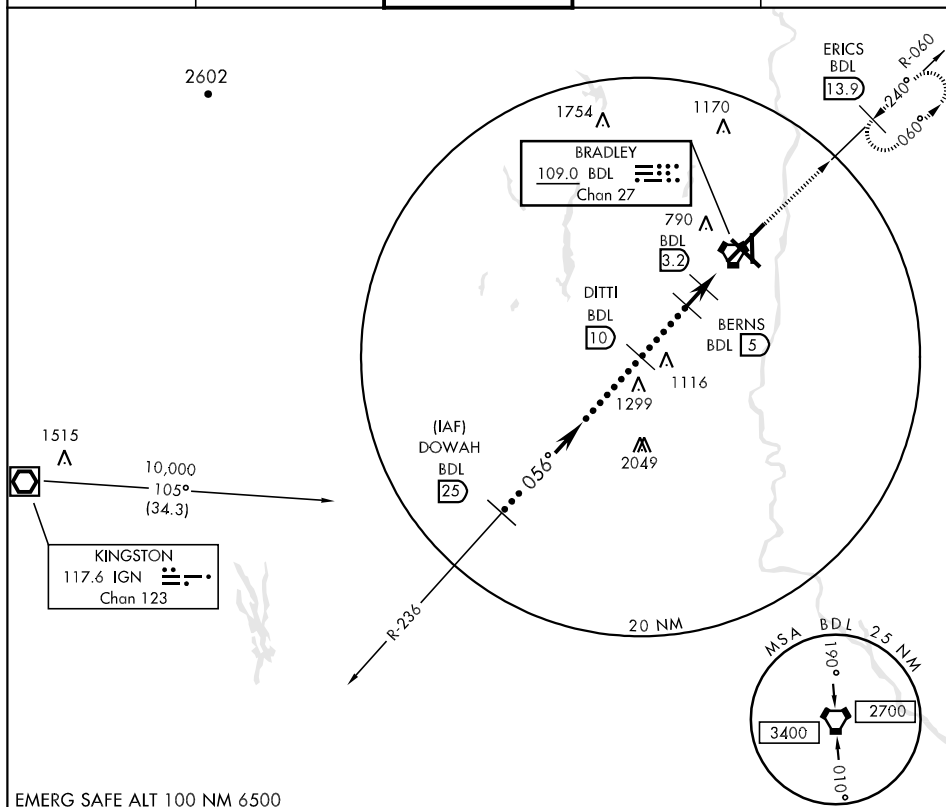 2602
1754
1170
ERICS
BDL
13.9
R-060
240°
060°
BRADLEY
109.0 BDL
Chan 27
790
BDL
3.2
DITTI
BDL
10
BERNS
BDL 5
1116
1299
2049
(IAF)
DOWAH
BDL
25
056°
1515
10,000
105°
(34.3)
KINGSTON
117.6 IGN
Chan 123
R-236
20 NM
MSA BDL 25 NM
190°
2700
3400
010°
EMERG SAFE ALT 100 NM 6500